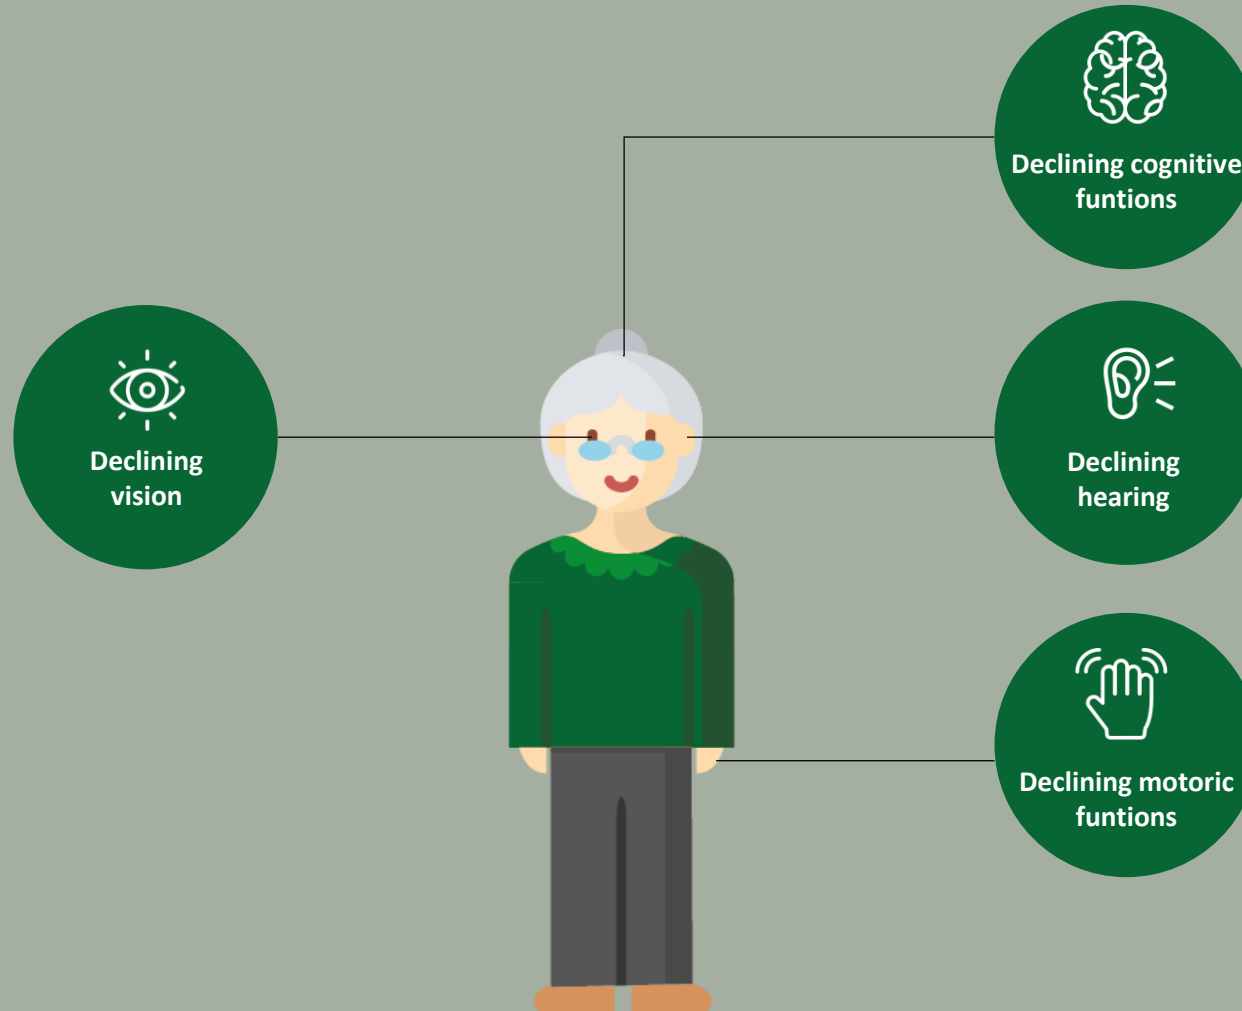 Declining cognitive
funtions
Declining
vision
Declining
hearing
Declining motoric
funtions